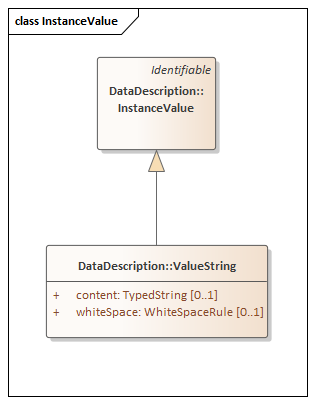 class InstanceValue
Identifiable
DataDescription::
InstanceValue
DataDescription::ValueString
+ content: TypedString [0..1]
+ whiteSpace: WhiteSpaceRule [0..1]